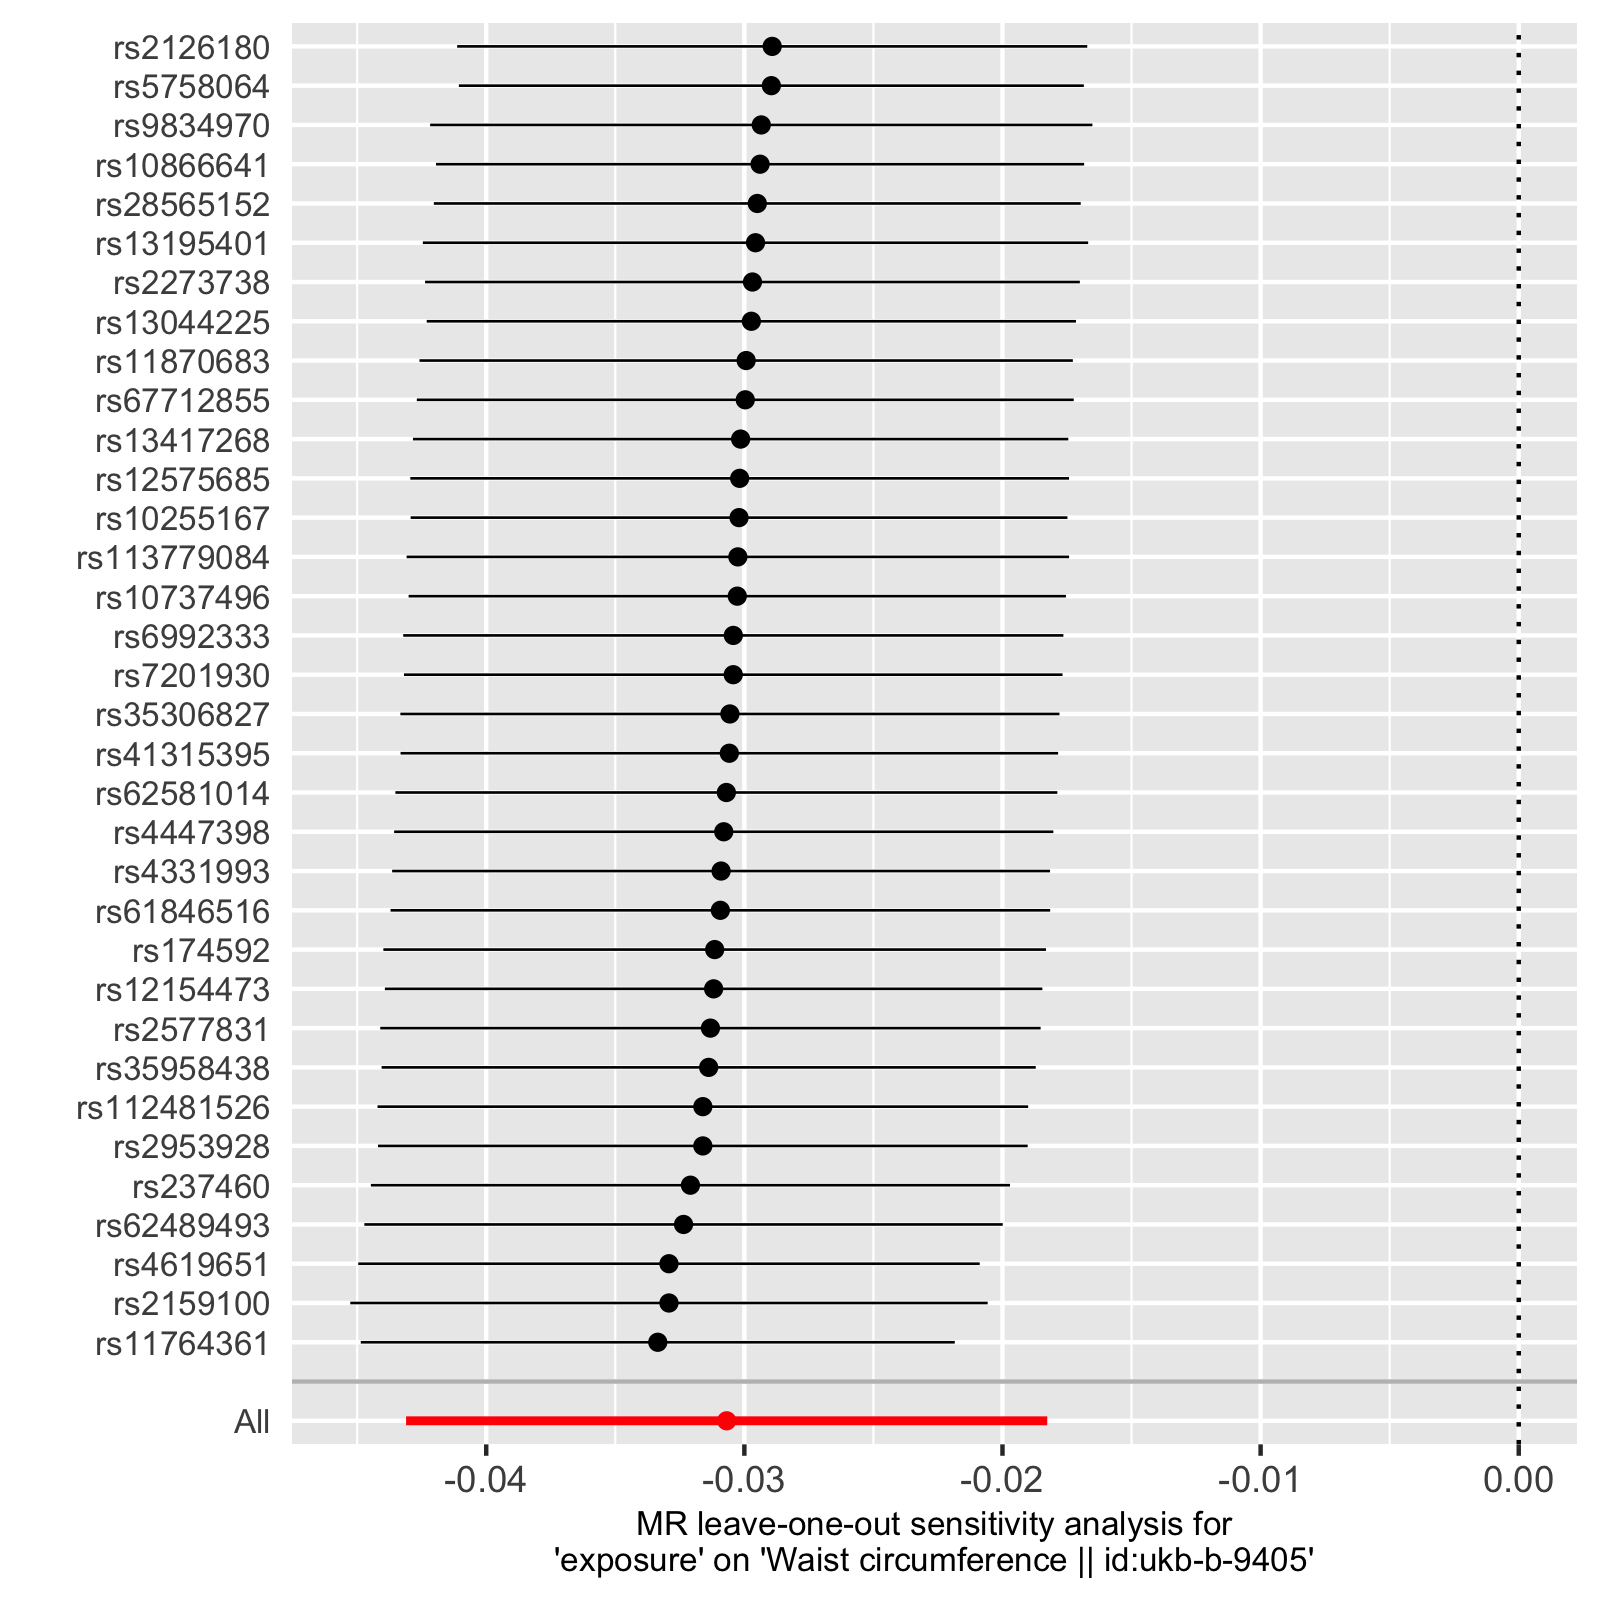 rs2126180
rs5758064
rs9834970
rs10866641
rs28565152
rs13195401
rs2273738
rs13044225
rs11870683
rs67712855
rs13417268
rs12575685
rs10255167
rs113779084
rs10737496
rs6992333
rs7201930
rs35306827
rs41315395
rs62581014
rs4447398
rs4331993
rs61846516
rs174592
rs12154473
rs2577831
rs35958438
rs112481526
rs2953928
rs237460
rs62489493
rs4619651
rs2159100
rs11764361
All
-0.04 -0.03 -0.02 -0.01 0.00
MR leave-one-out sensitivity analysis for
'exposure' on 'Waist circumference || id:ukb-b-9405'